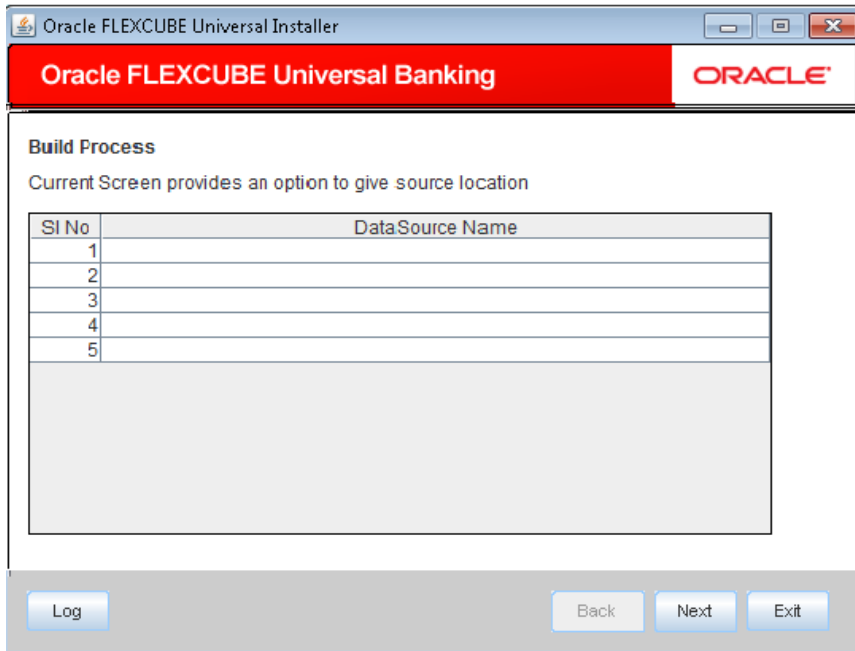 Oracle FLEXCUBE Universal Installer
Oracle FLEXCUBE Universal Banking
ORACLE
Build Process
Current Screen provides an option to give source location
Sl No DataSource Name
1
2
3
4
5
Log Back Next Exit